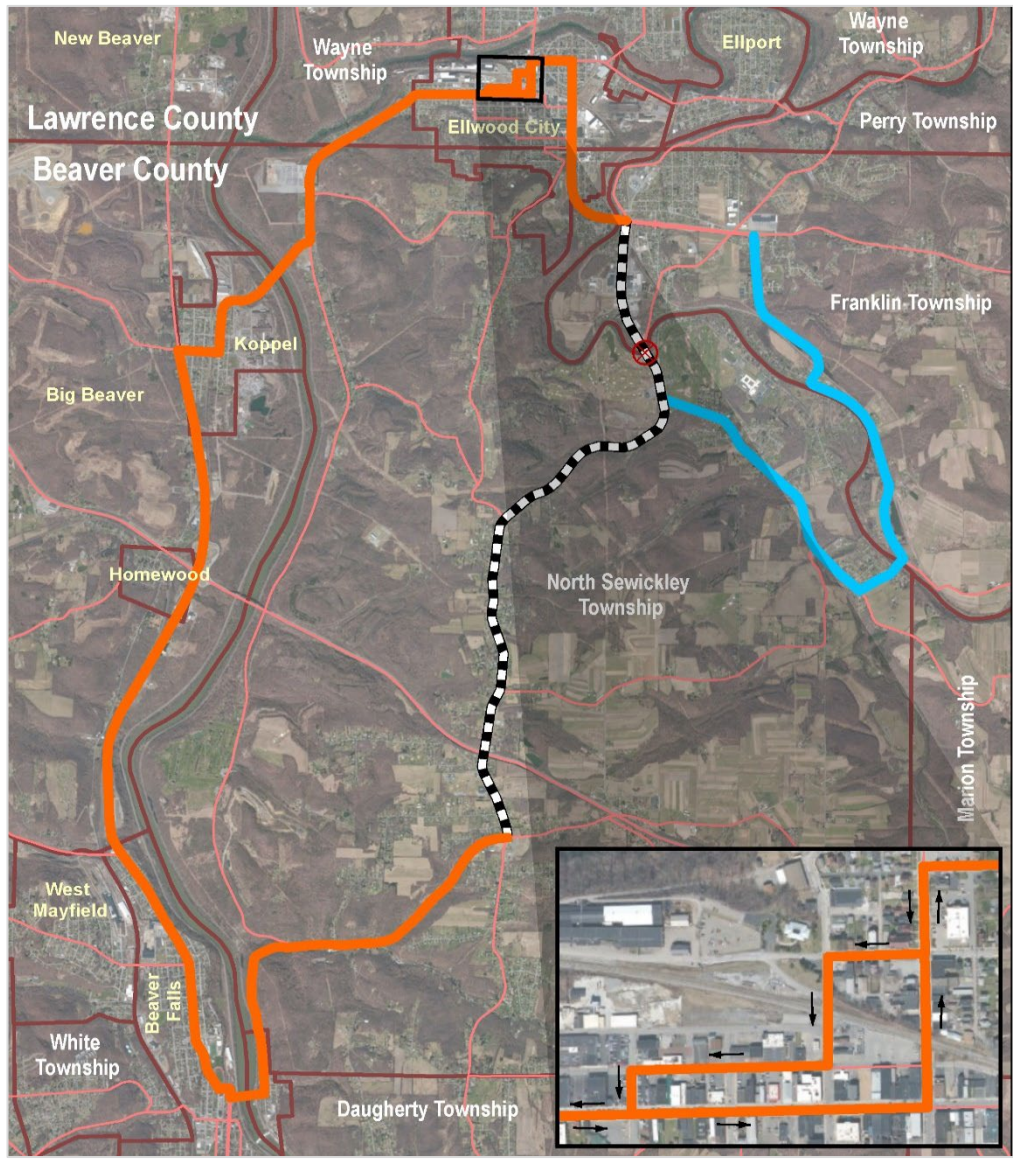 New Beaver
Wayne
Township
Ellport
Wayne
Township
Lawrence County
Ellwood City
Perry Township
Beaver County
Franklin Township
Koppel
Big Beaver
Homewood
North Sewickley
Township
Marion Township
West
Mayfield
Beaver
Falls
White
Township
Daugherty Township